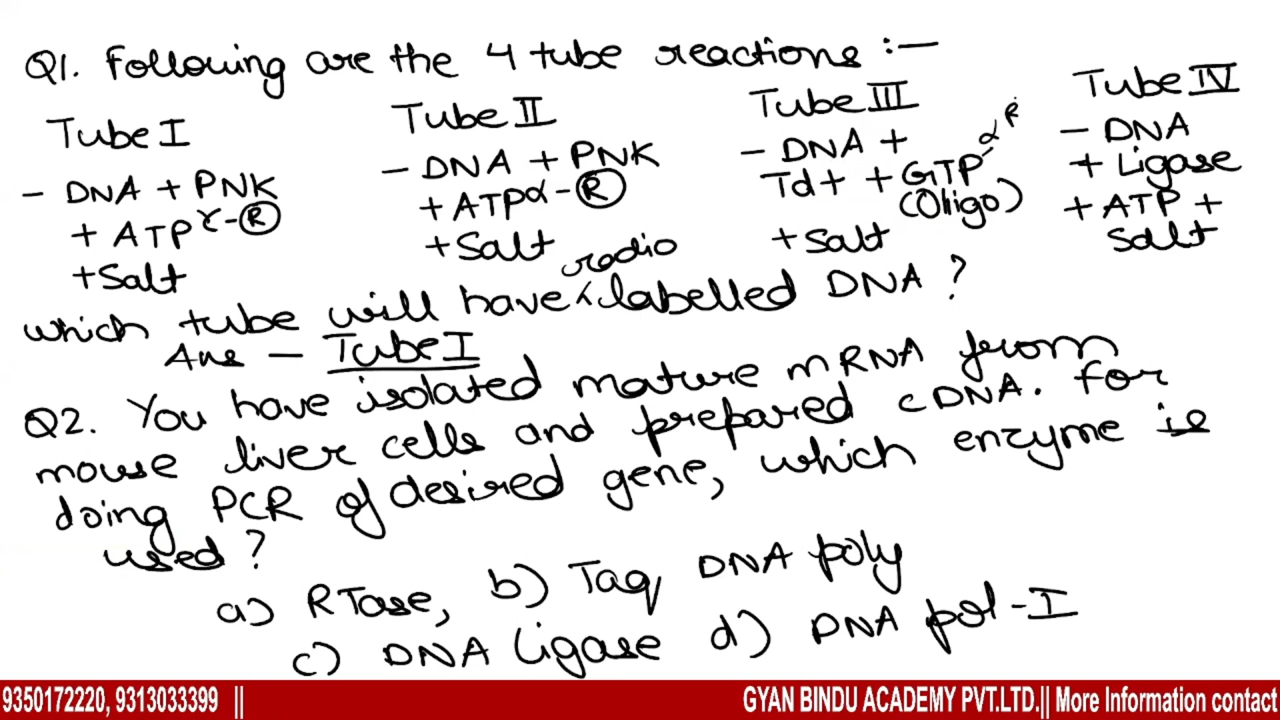 Q1. Following are the 4 tube reactions :-
Tube I
- DNA + PNK
+ ATP γ-R
+ Salt
Tube II
- DNA + PNK
+ ATP α-R
+ Salt
Tube III
- DNA +
Td+ + GTP-α R
(Oligo)
+ Salt
Tube IV
- DNA
+ Ligase
+ ATP +
Salt
which tube will have radio labelled DNA ?
Ans - Tube I
Q2. You have isolated mature mRNA from
mouse liver cells and prepared cDNA. For
doing PCR of desired gene, which enzyme is
used ?
a) RTase, b) Taq DNA poly
c) DNA Ligase d) DNA pol-I
9350172220, 9313033399 || GYAN BINDU ACADEMY PVT.LTD.|| More Information contact